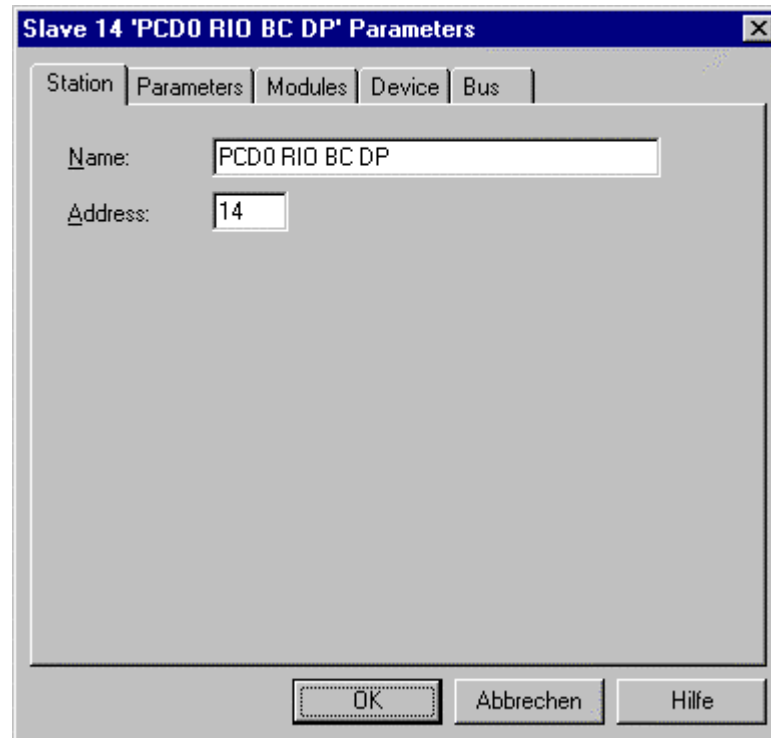 Slave 14 'PCD0 RIO BC DP' Parameters
Station Parameters Modules Device Bus
Name: PCD0 RIO BC DP
Address: 14
OK Abbrechen Hilfe